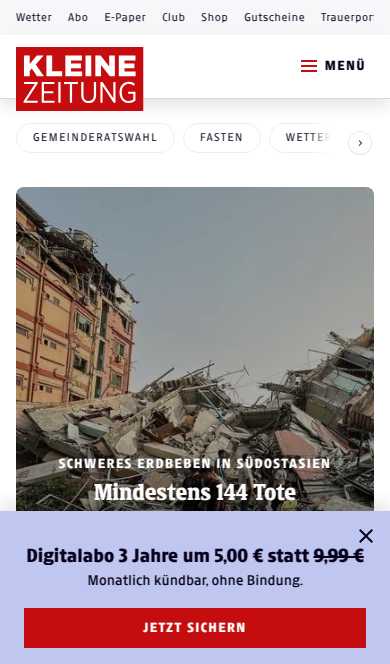 Wetter Abo E-Paper Club Shop Gutscheine Trauerpor
KLEINE
ZEITUNG
MENÜ
GEMEINDERATSWAHL FASTEN WETTER
SCHWERES ERDBEBEN IN SÜDOSTASIEN
Mindestens 144 Tote
Digitalabo 3 Jahre um 5,00 € statt 9,99 €
Monatlich kündbar, ohne Bindung.
JETZT SICHERN